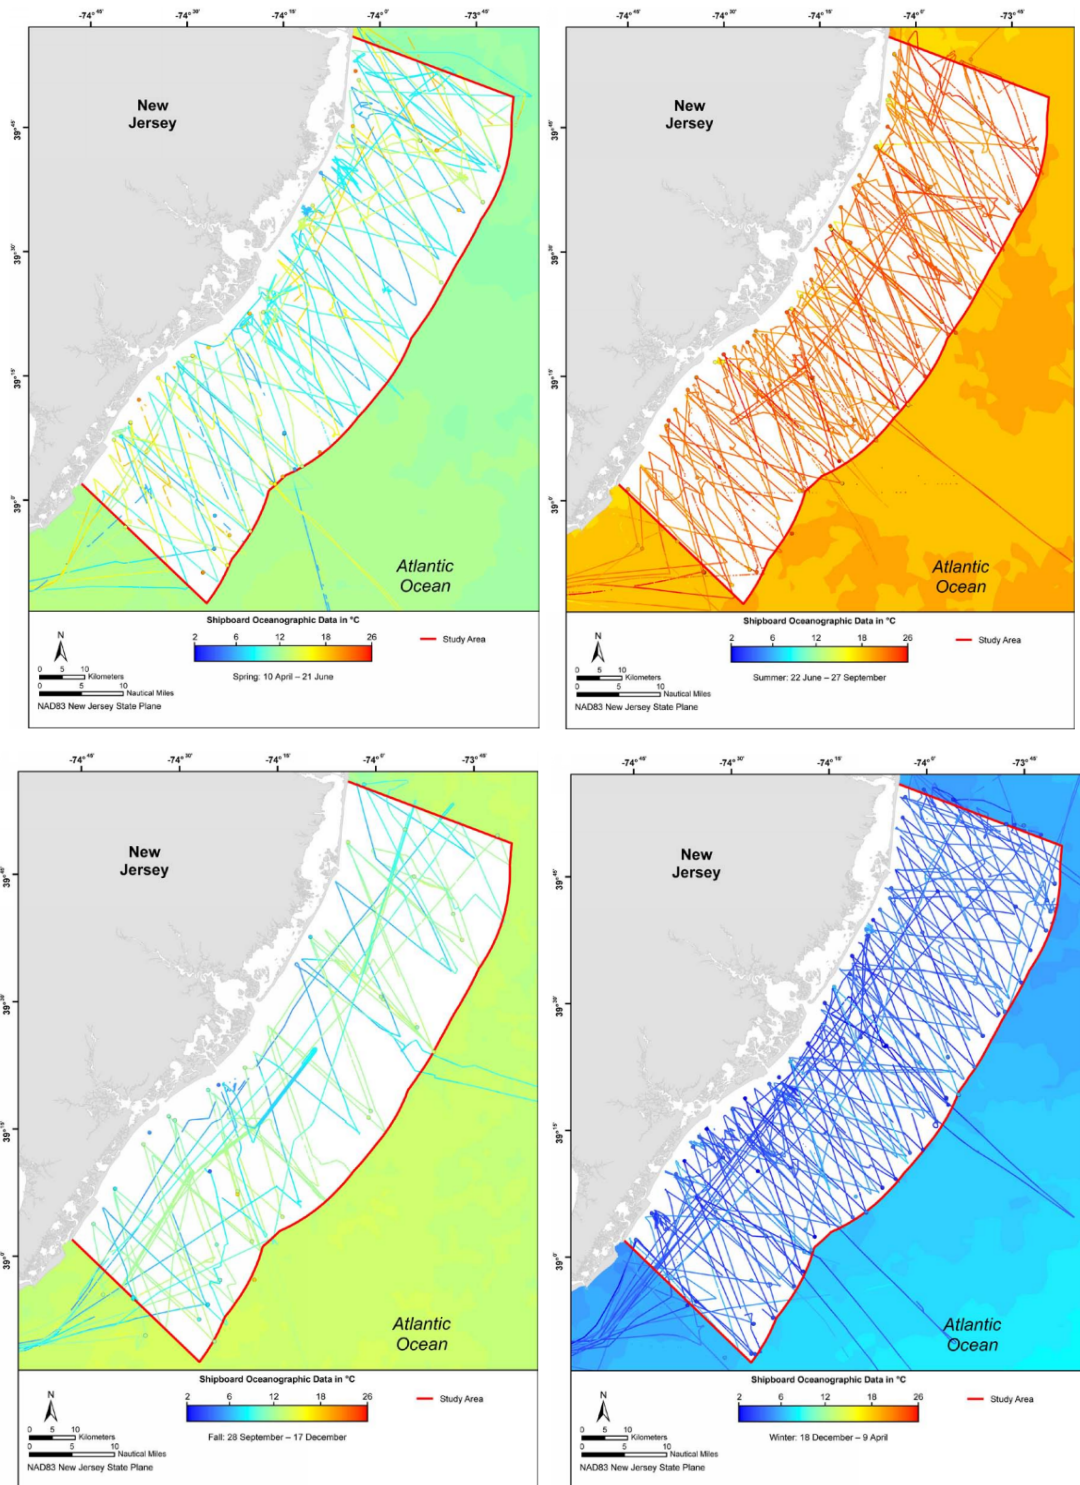 -74° 45' -74° 30' -74° 15' -74° 0' -73° 45'
New
Jersey
39° 45'
39° 30'
39° 15'
39° 0'
Atlantic
Ocean
Shipboard Oceanographic Data in °C
N
2 6 12 18 26
Study Area
0 5 10
Kilometers
Spring: 10 April – 21 June
0 5 10
Nautical Miles
NAD83 New Jersey State Plane
-74° 45' -74° 30' -74° 15' -74° 0' -73° 45'
New
Jersey
39° 45'
39° 30'
39° 15'
39° 0'
Atlantic
Ocean
Shipboard Oceanographic Data in °C
N
2 6 12 18 26
Study Area
0 5 10
Kilometers
Summer: 22 June – 27 September
0 5 10
Nautical Miles
NAD83 New Jersey State Plane
-74° 45' -74° 30' -74° 15' -74° 0' -73° 45'
New
Jersey
39° 45'
39° 30'
39° 15'
39° 0'
Atlantic
Ocean
Shipboard Oceanographic Data in °C
N
2 6 12 18 26
Study Area
0 5 10
Kilometers
Fall: 28 September – 17 December
0 5 10
Nautical Miles
NAD83 New Jersey State Plane
-74° 45' -74° 30' -74° 15' -74° 0' -73° 45'
New
Jersey
39° 45'
39° 30'
39° 15'
39° 0'
Atlantic
Ocean
Shipboard Oceanographic Data in °C
N
2 6 12 18 26
Study Area
0 5 10
Kilometers
Winter: 18 December – 9 April
0 5 10
Nautical Miles
NAD83 New Jersey State Plane